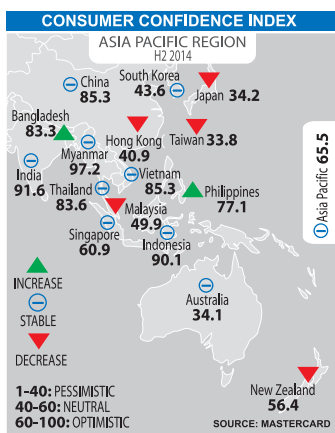 CONSUMER CONFIDENCE INDEX
ASIA PACIFIC REGION
H2 2014
China
85.3
South Korea
43.6
Japan 34.2
Bangladesh
83.3
Hong Kong
40.9
Taiwan 33.8
Myanmar
97.2
India
91.6
Thailand
83.6
Vietnam
85.3
Philippines
77.1
Malaysia
49.9
Singapore
60.9
Indonesia
90.1
Asia Pacific 65.5
Australia
34.1
INCREASE
STABLE
DECREASE
New Zealand
56.4
1–40: PESSIMISTIC
40–60: NEUTRAL
60–100: OPTIMISTIC
SOURCE: MASTERCARD